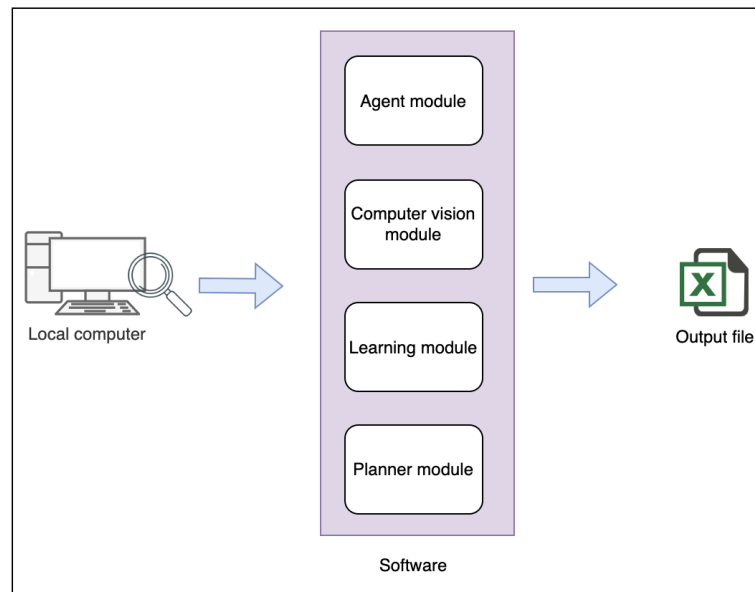 Agent module
Computer vision
module
Local computer
Learning module
X
Output file
Planner module
Software